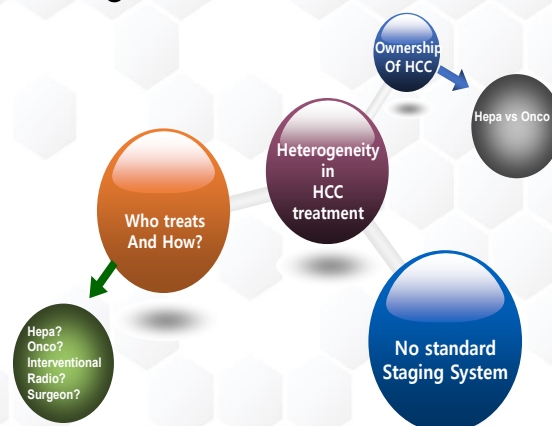 Ownership
Of HCC
Hepa vs Onco
Heterogeneity
in
HCC
treatment
Who treats
And How?
Hepa?
Onco?
Interventional
Radio?
Surgeon?
No standard
Staging System